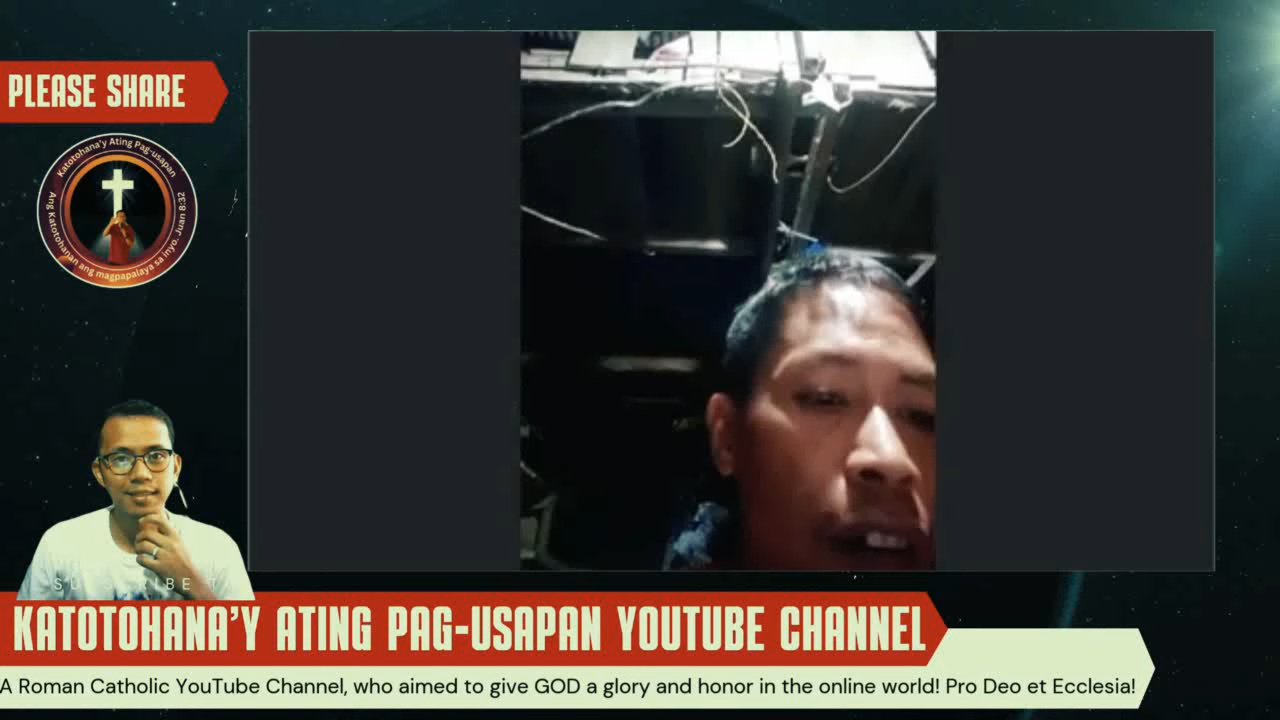 PLEASE SHARE
Katotohana'y Ating Pag-usapan
Ang Katotohanan ang magpapalaya sa inyo. Juan 8:32
KATOTOHANA'Y ATING PAG-USAPAN YOUTUBE CHANNEL
A Roman Catholic YouTube Channel, who aimed to give GOD a glory and honor in the online world! Pro Deo et Ecclesia!